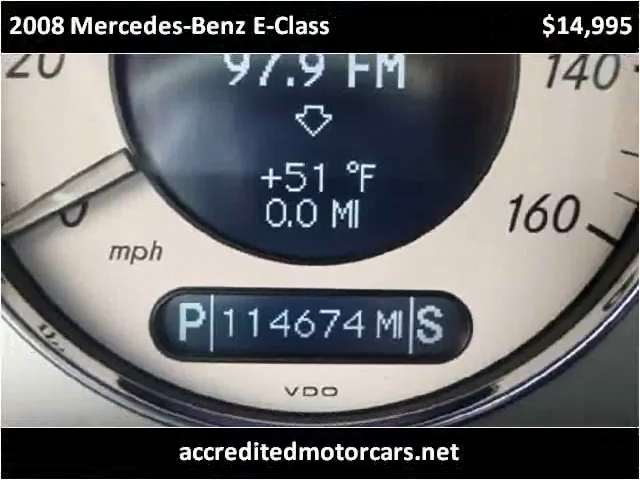 2008 Mercedes-Benz E-Class $14,995
20 97.9 FM 140
+51 °F
0 0.0 MI 160
mph
P 114674 MI S
VDO
accreditedmotorcars.net